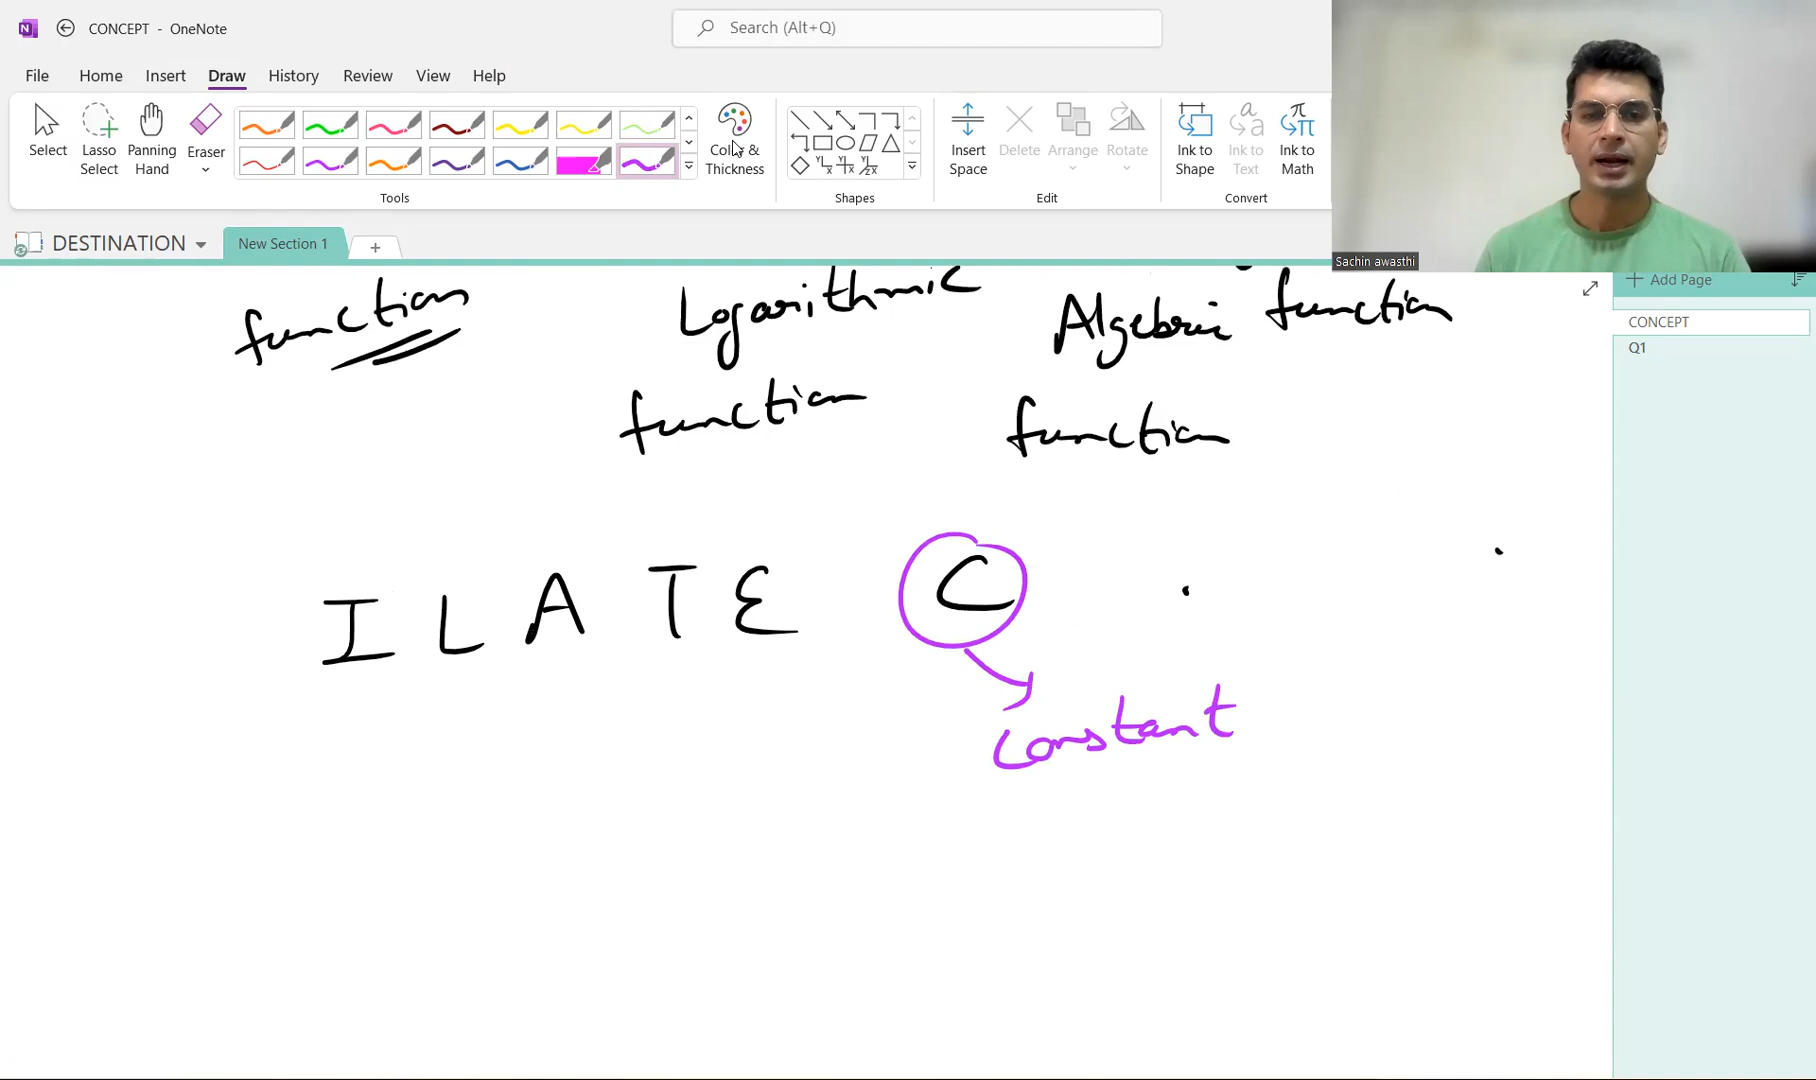 CONCEPT - OneNote
Search (Alt+Q)
File Home Insert Draw History Review View Help
Select
Lasso Select
Panning Hand
Eraser
Color & Thickness
Insert Space
Delete
Arrange
Rotate
Ink to Shape
Ink to Text
Ink to Math
Tools
Shapes
Edit
Convert
Sachin awasthi
DESTINATION
New Section 1
Add Page
CONCEPT
Q1
function
Logarithmic
function
Algebraic
function
function
I L A T E C
constant